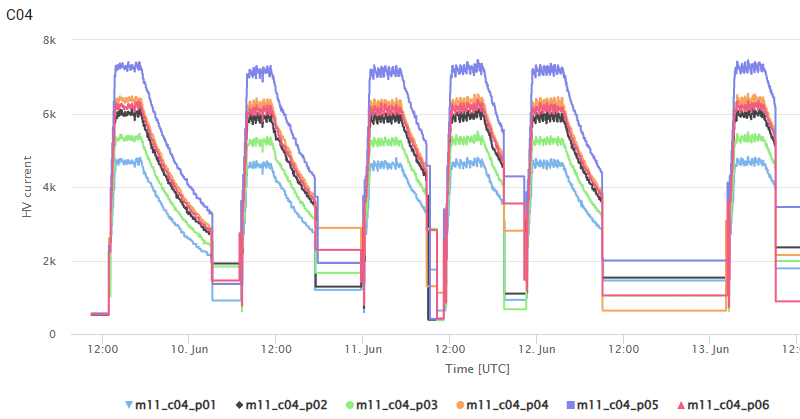 C04
8k
6k
4k
2k
0
HV current
12:00 10. Jun 12:00 11. Jun 12:00 12. Jun 12:00 13. Jun 12:0
Time [UTC]
m11_c04_p01 m11_c04_p02 m11_c04_p03 m11_c04_p04 m11_c04_p05 m11_c04_p06